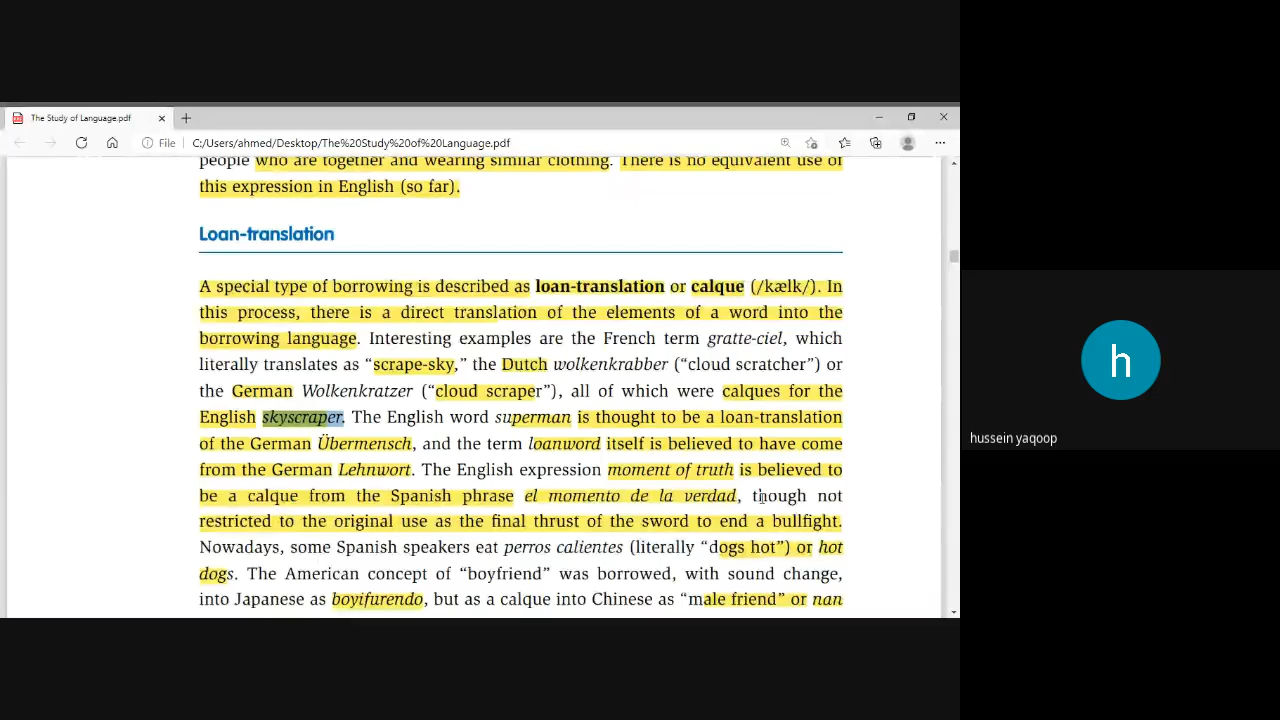 The Study of Language.pdf
File
C:/Users/ahmed/Desktop/The%20Study%20of%20Language.pdf
people who are together and wearing similar clothing. There is no equivalent use of
this expression in English (so far).
Loan-translation
A special type of borrowing is described as loan-translation or calque (/kælk/). In
this process, there is a direct translation of the elements of a word into the
borrowing language. Interesting examples are the French term gratte-ciel, which
literally translates as “scrape-sky,” the Dutch wolkenkrabber (“cloud scratcher”) or
the German Wolkenkratzer (“cloud scraper”), all of which were calques for the
English skyscraper. The English word superman is thought to be a loan-translation
of the German Übermensch, and the term loanword itself is believed to have come
from the German Lehnwort. The English expression moment of truth is believed to
be a calque from the Spanish phrase el momento de la verdad, though not
restricted to the original use as the final thrust of the sword to end a bullfight.
Nowadays, some Spanish speakers eat perros calientes (literally “dogs hot”) or hot
dogs. The American concept of “boyfriend” was borrowed, with sound change,
into Japanese as boyifurendo, but as a calque into Chinese as “male friend” or nan
h
hussein yaqoop